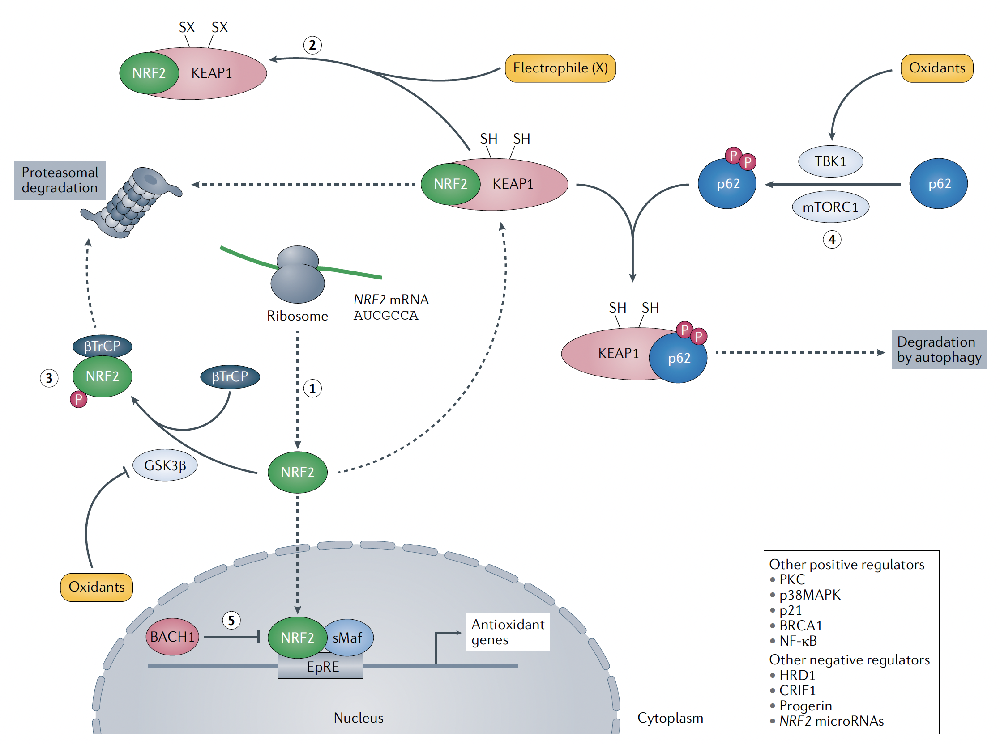 SX SX
2
NRF2 KEAP1
Electrophile (X)
Oxidants
SH SH
NRF2 KEAP1
Proteasomal
degradation
P P
p62
TBK1
mTORC1
p62
4
NRF2 mRNA
AUCGCCA
Ribosome
SH SH
KEAP1
P P
p62
Degradation
by autophagy
βTrCP
NRF2
P
3
βTrCP
1
GSK3β
NRF2
Oxidants
BACH1
5
NRF2 sMaf
EpRE
Antioxidant
genes
Nucleus
Cytoplasm
Other positive regulators
• PKC
• p38MAPK
• p21
• BRCA1
• NF-κB
Other negative regulators
• HRD1
• CRIF1
• Progerin
• NRF2 microRNAs